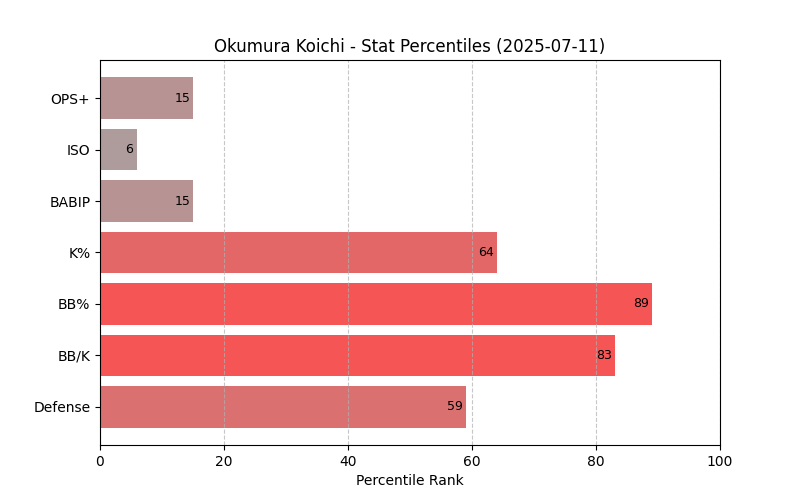 Okumura Koichi - Stat Percentiles (2025-07-11)
OPS+ 15
ISO 6
BABIP 15
K% 64
BB% 89
BB/K 83
Defense 59
0 20 40 60 80 100
Percentile Rank